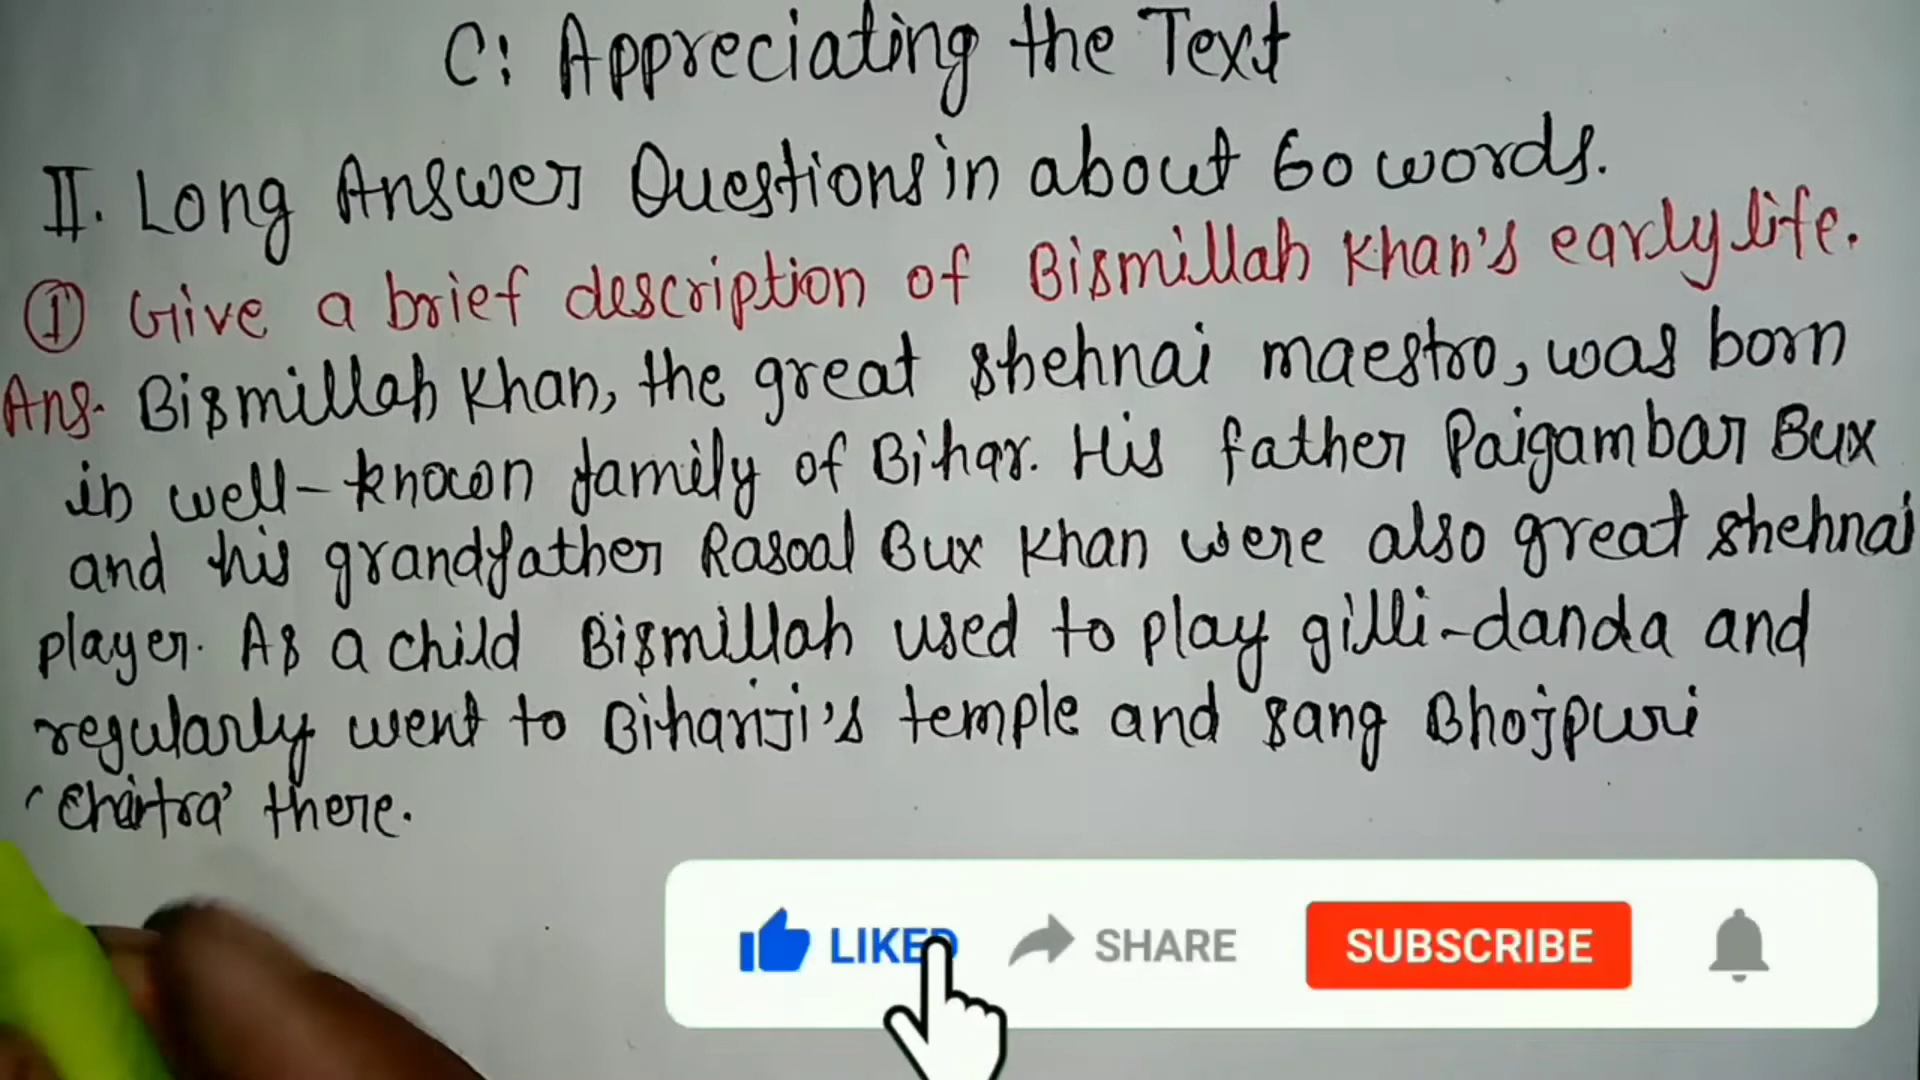 C: Appreciating the Text
II. Long Answer Questions in about 60 words.
① Give a brief description of Bismillah Khan's early life.
Ans. Bismillah Khan, the great shehnai maestro, was born
in well-known family of Bihar. His father Paigambar Bux
and his grandfather Rasoal Bux Khan were also great shehnai
player. As a child Bismillah used to play gilli-danda and
regularly went to Bihariji's temple and sang Bhojpuri
'Chaitra' there.
LIKED SHARE SUBSCRIBE